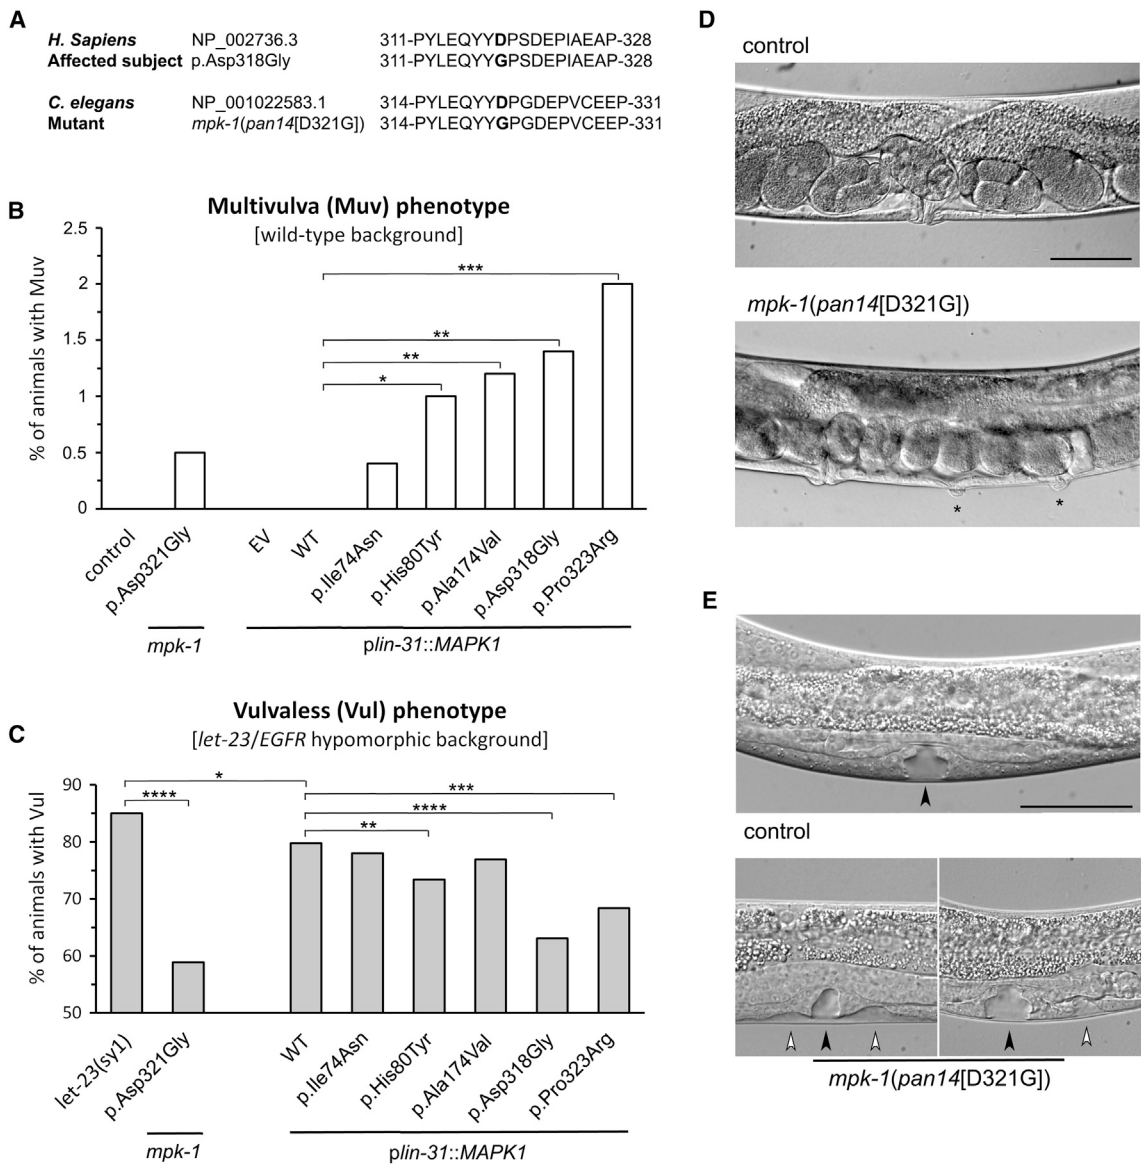 A
H. Sapiens NP_002736.3 311-PYLEQYYDPSDEPIAEAP-328
Affected subject p.Asp318Gly 311-PYLEQYYGPSDEPIAEAP-328
C. elegans NP_001022583.1 314-PYLEQYYDPGDEPVCEEP-331
Mutant mpk-1(pan14[D321G]) 314-PYLEQYYGPGDEPVCEEP-331
B
Multivulva (Muv) phenotype
[wild-type background]
% of animals with Muv
2.5
2
1.5
1
0.5
0
***
**
**
*
control
p.Asp321Gly
EV
WT
p.Ile74Asn
p.His80Tyr
p.Ala174Val
p.Asp318Gly
p.Pro323Arg
mpk-1
plin-31::MAPK1
C
Vulvaless (Vul) phenotype
[let-23/EGFR hypomorphic background]
% of animals with Vul
90
80
70
60
50
*
****
***
****
**
let-23(sy1)
p.Asp321Gly
WT
p.Ile74Asn
p.His80Tyr
p.Ala174Val
p.Asp318Gly
p.Pro323Arg
mpk-1
plin-31::MAPK1
D
control
mpk-1(pan14[D321G])
*
*
E
control
mpk-1(pan14[D321G])